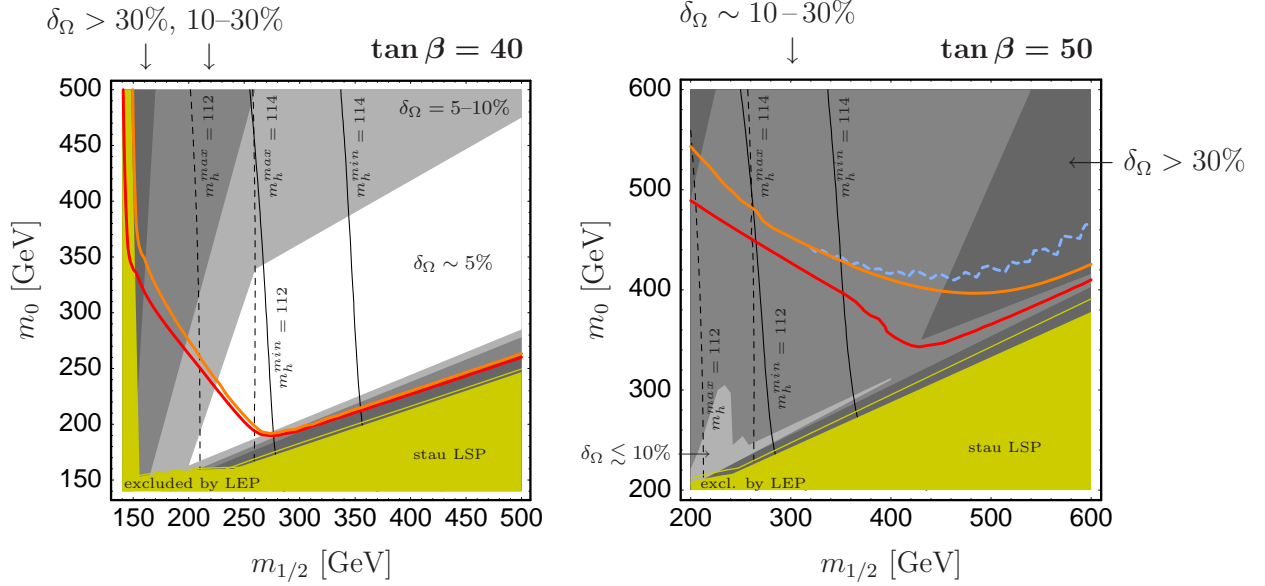 δ_Ω > 30%, 10–30%
tan β = 40
500
450
400
350
300
250
200
150
m_0 [GeV]
δ_Ω = 5–10%
m_h^max = 112
m_h^max = 114
m_h^min = 114
δ_Ω ∼ 5%
m_h^min = 112
stau LSP
excluded by LEP
150 200 250 300 350 400 450 500
m_1/2 [GeV]
δ_Ω ∼ 10–30%
tan β = 50
600
500
400
300
200
m_0 [GeV]
m_h^max = 114
m_h^min = 114
δ_Ω > 30%
m_h^max = 112
m_h^min = 112
δ_Ω ≲ 10%
stau LSP
excl. by LEP
200 300 400 500 600
m_1/2 [GeV]